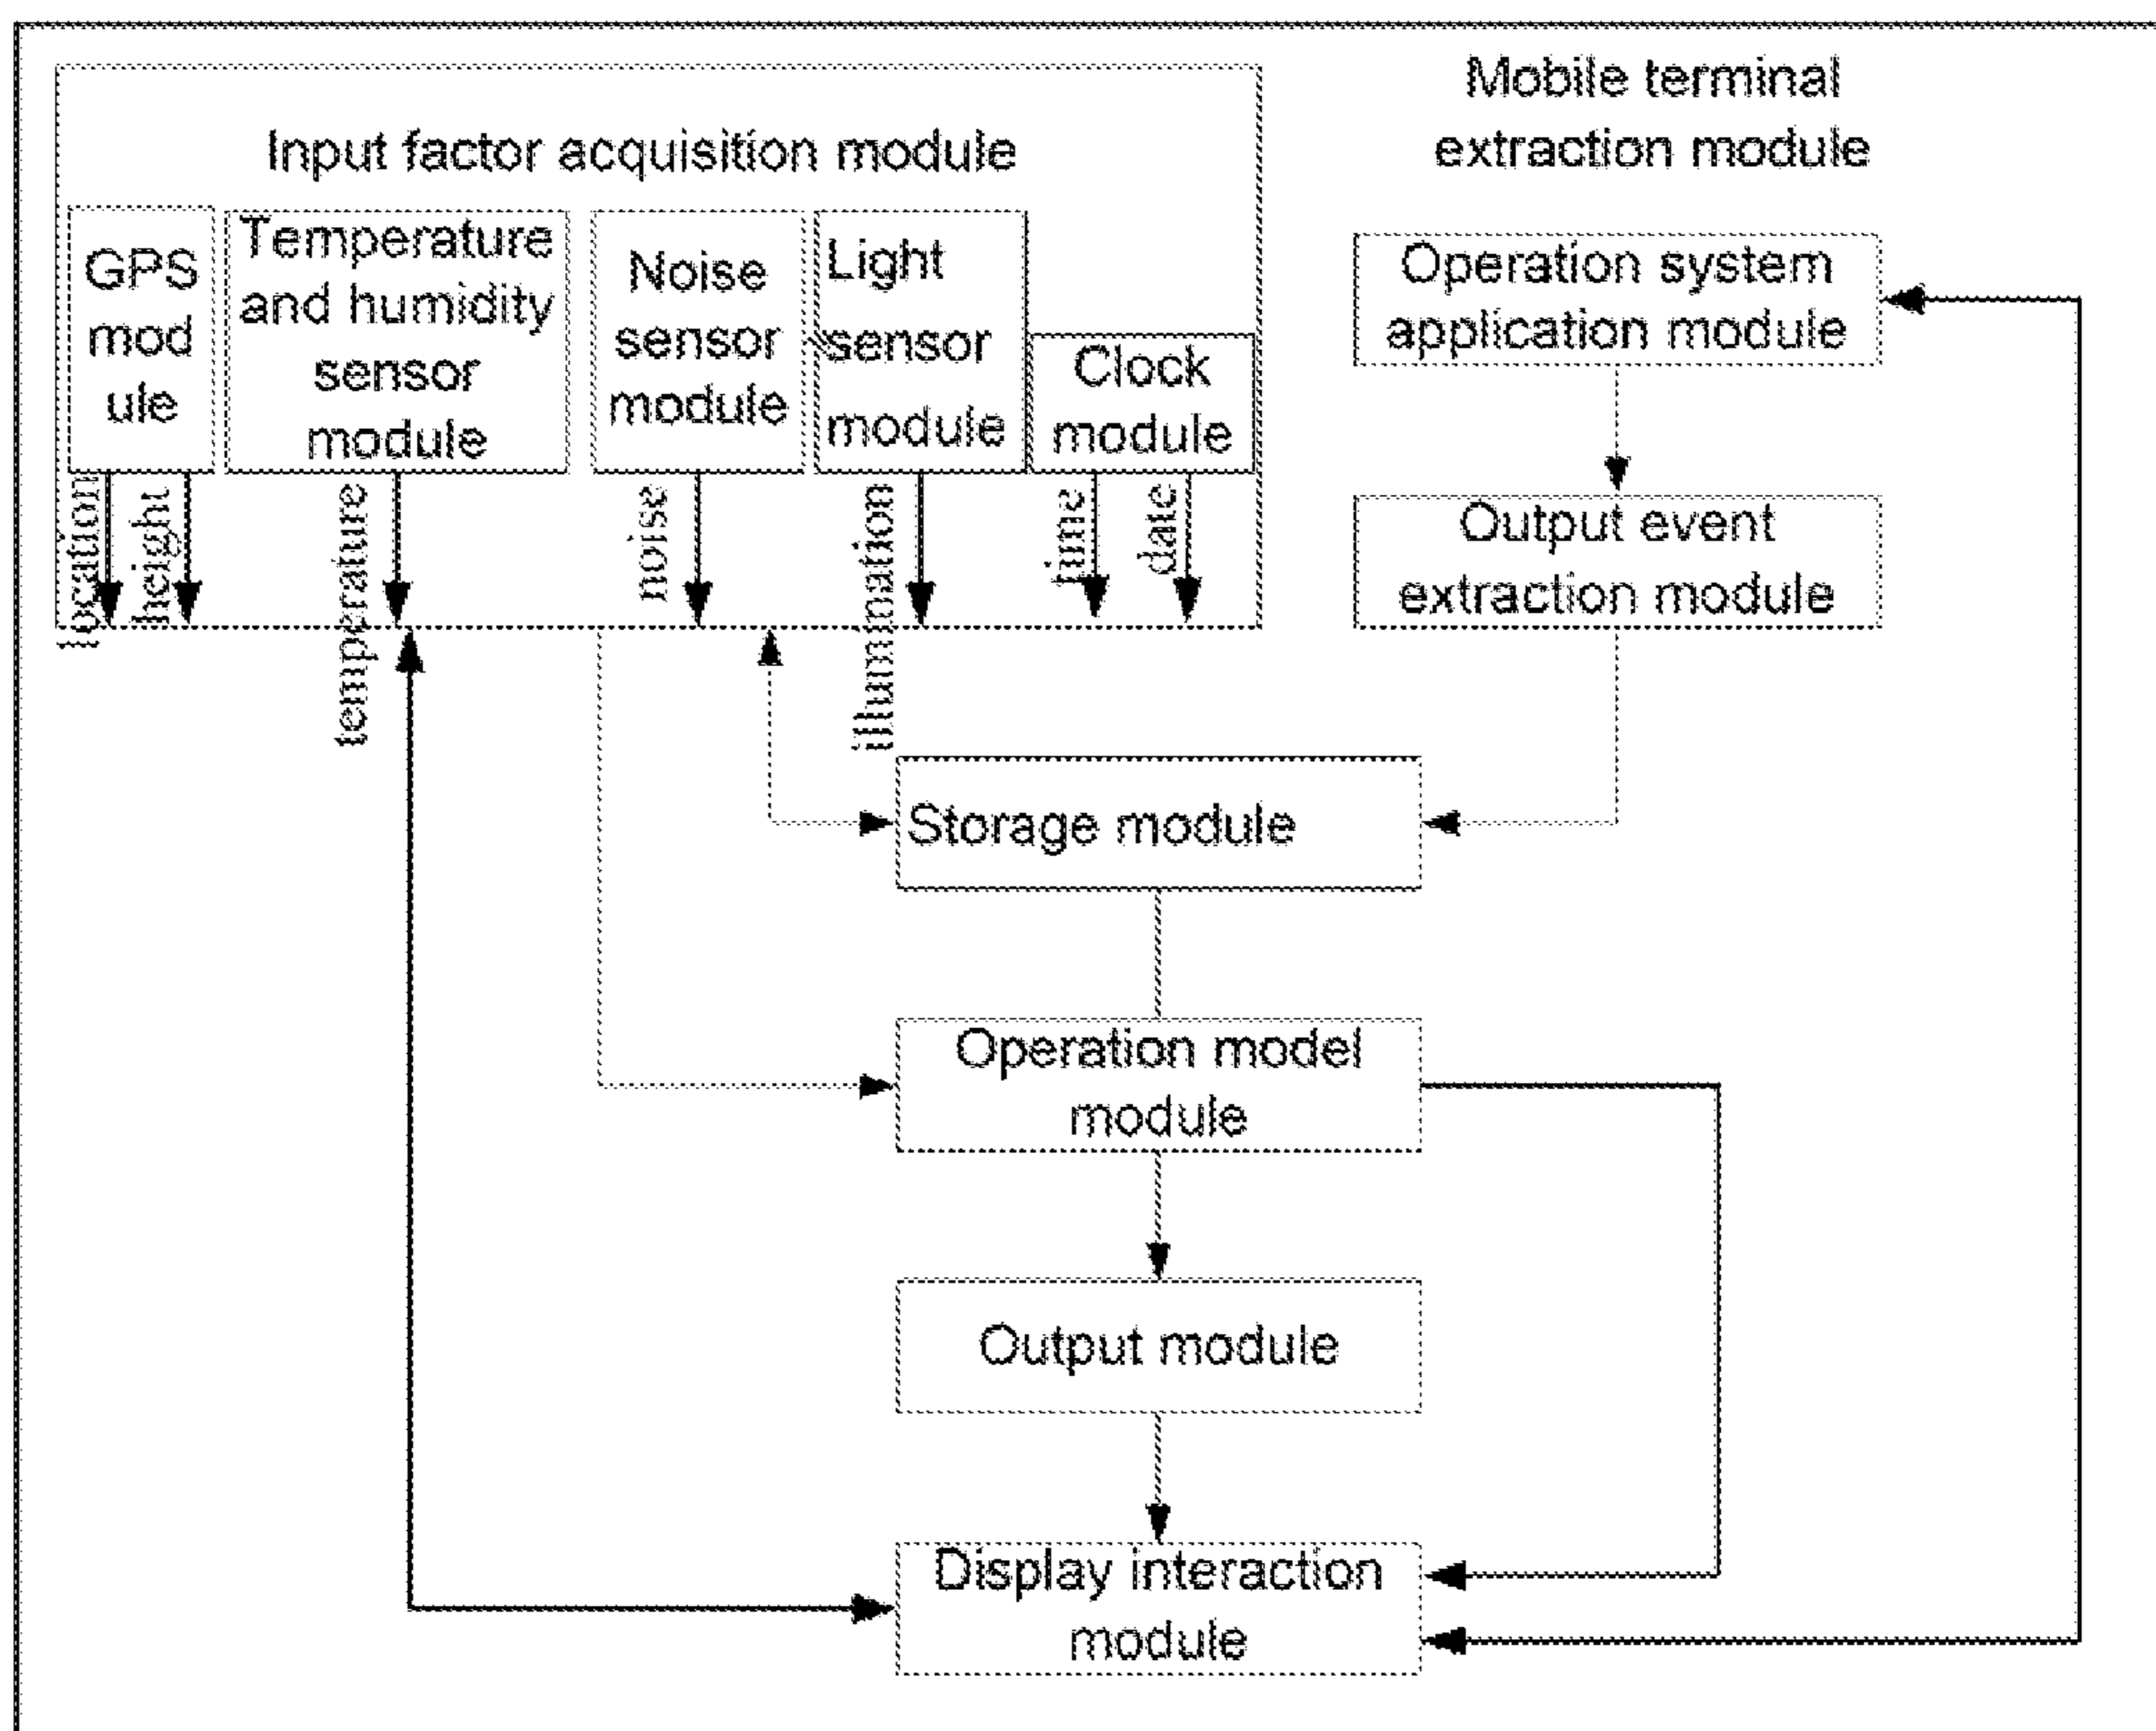 Mobile terminal
extraction module
Input factor acquisition module
GPS
mod
ule
Temperature
and humidity
sensor
module
Noise
sensor
module
Light
sensor
module
Clock
module
Operation system
application module
location
height
temperature
noise
illumination
time
date
Output event
extraction module
Storage module
Operation model
module
Output module
Display interaction
module